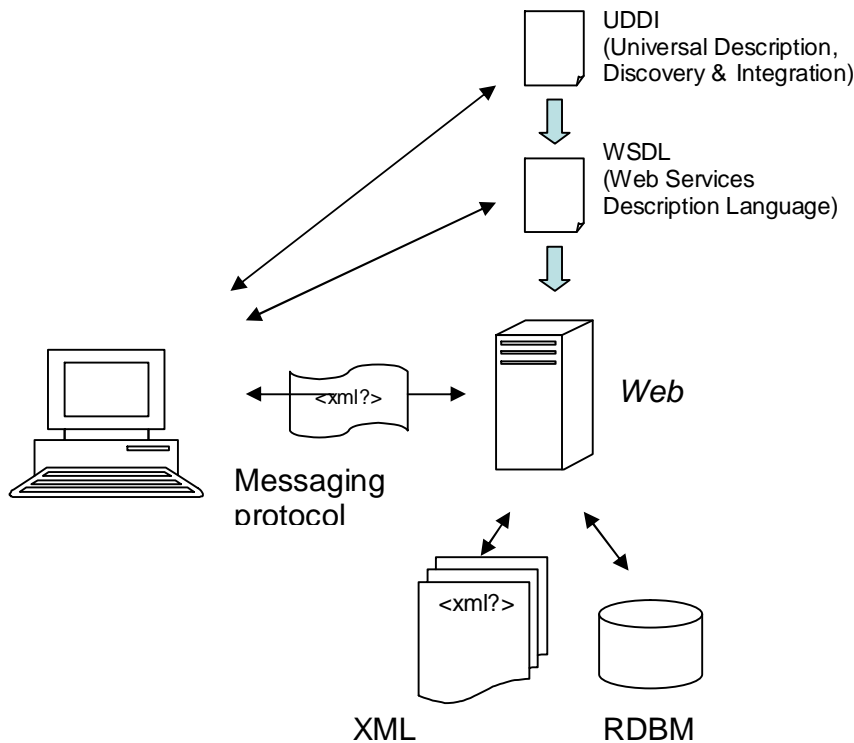 UDDI
(Universal Description,
Discovery & Integration)
WSDL
(Web Services
Description Language)
Web
<xml?>
Messaging
protocol
<xml?>
XML
RDBM